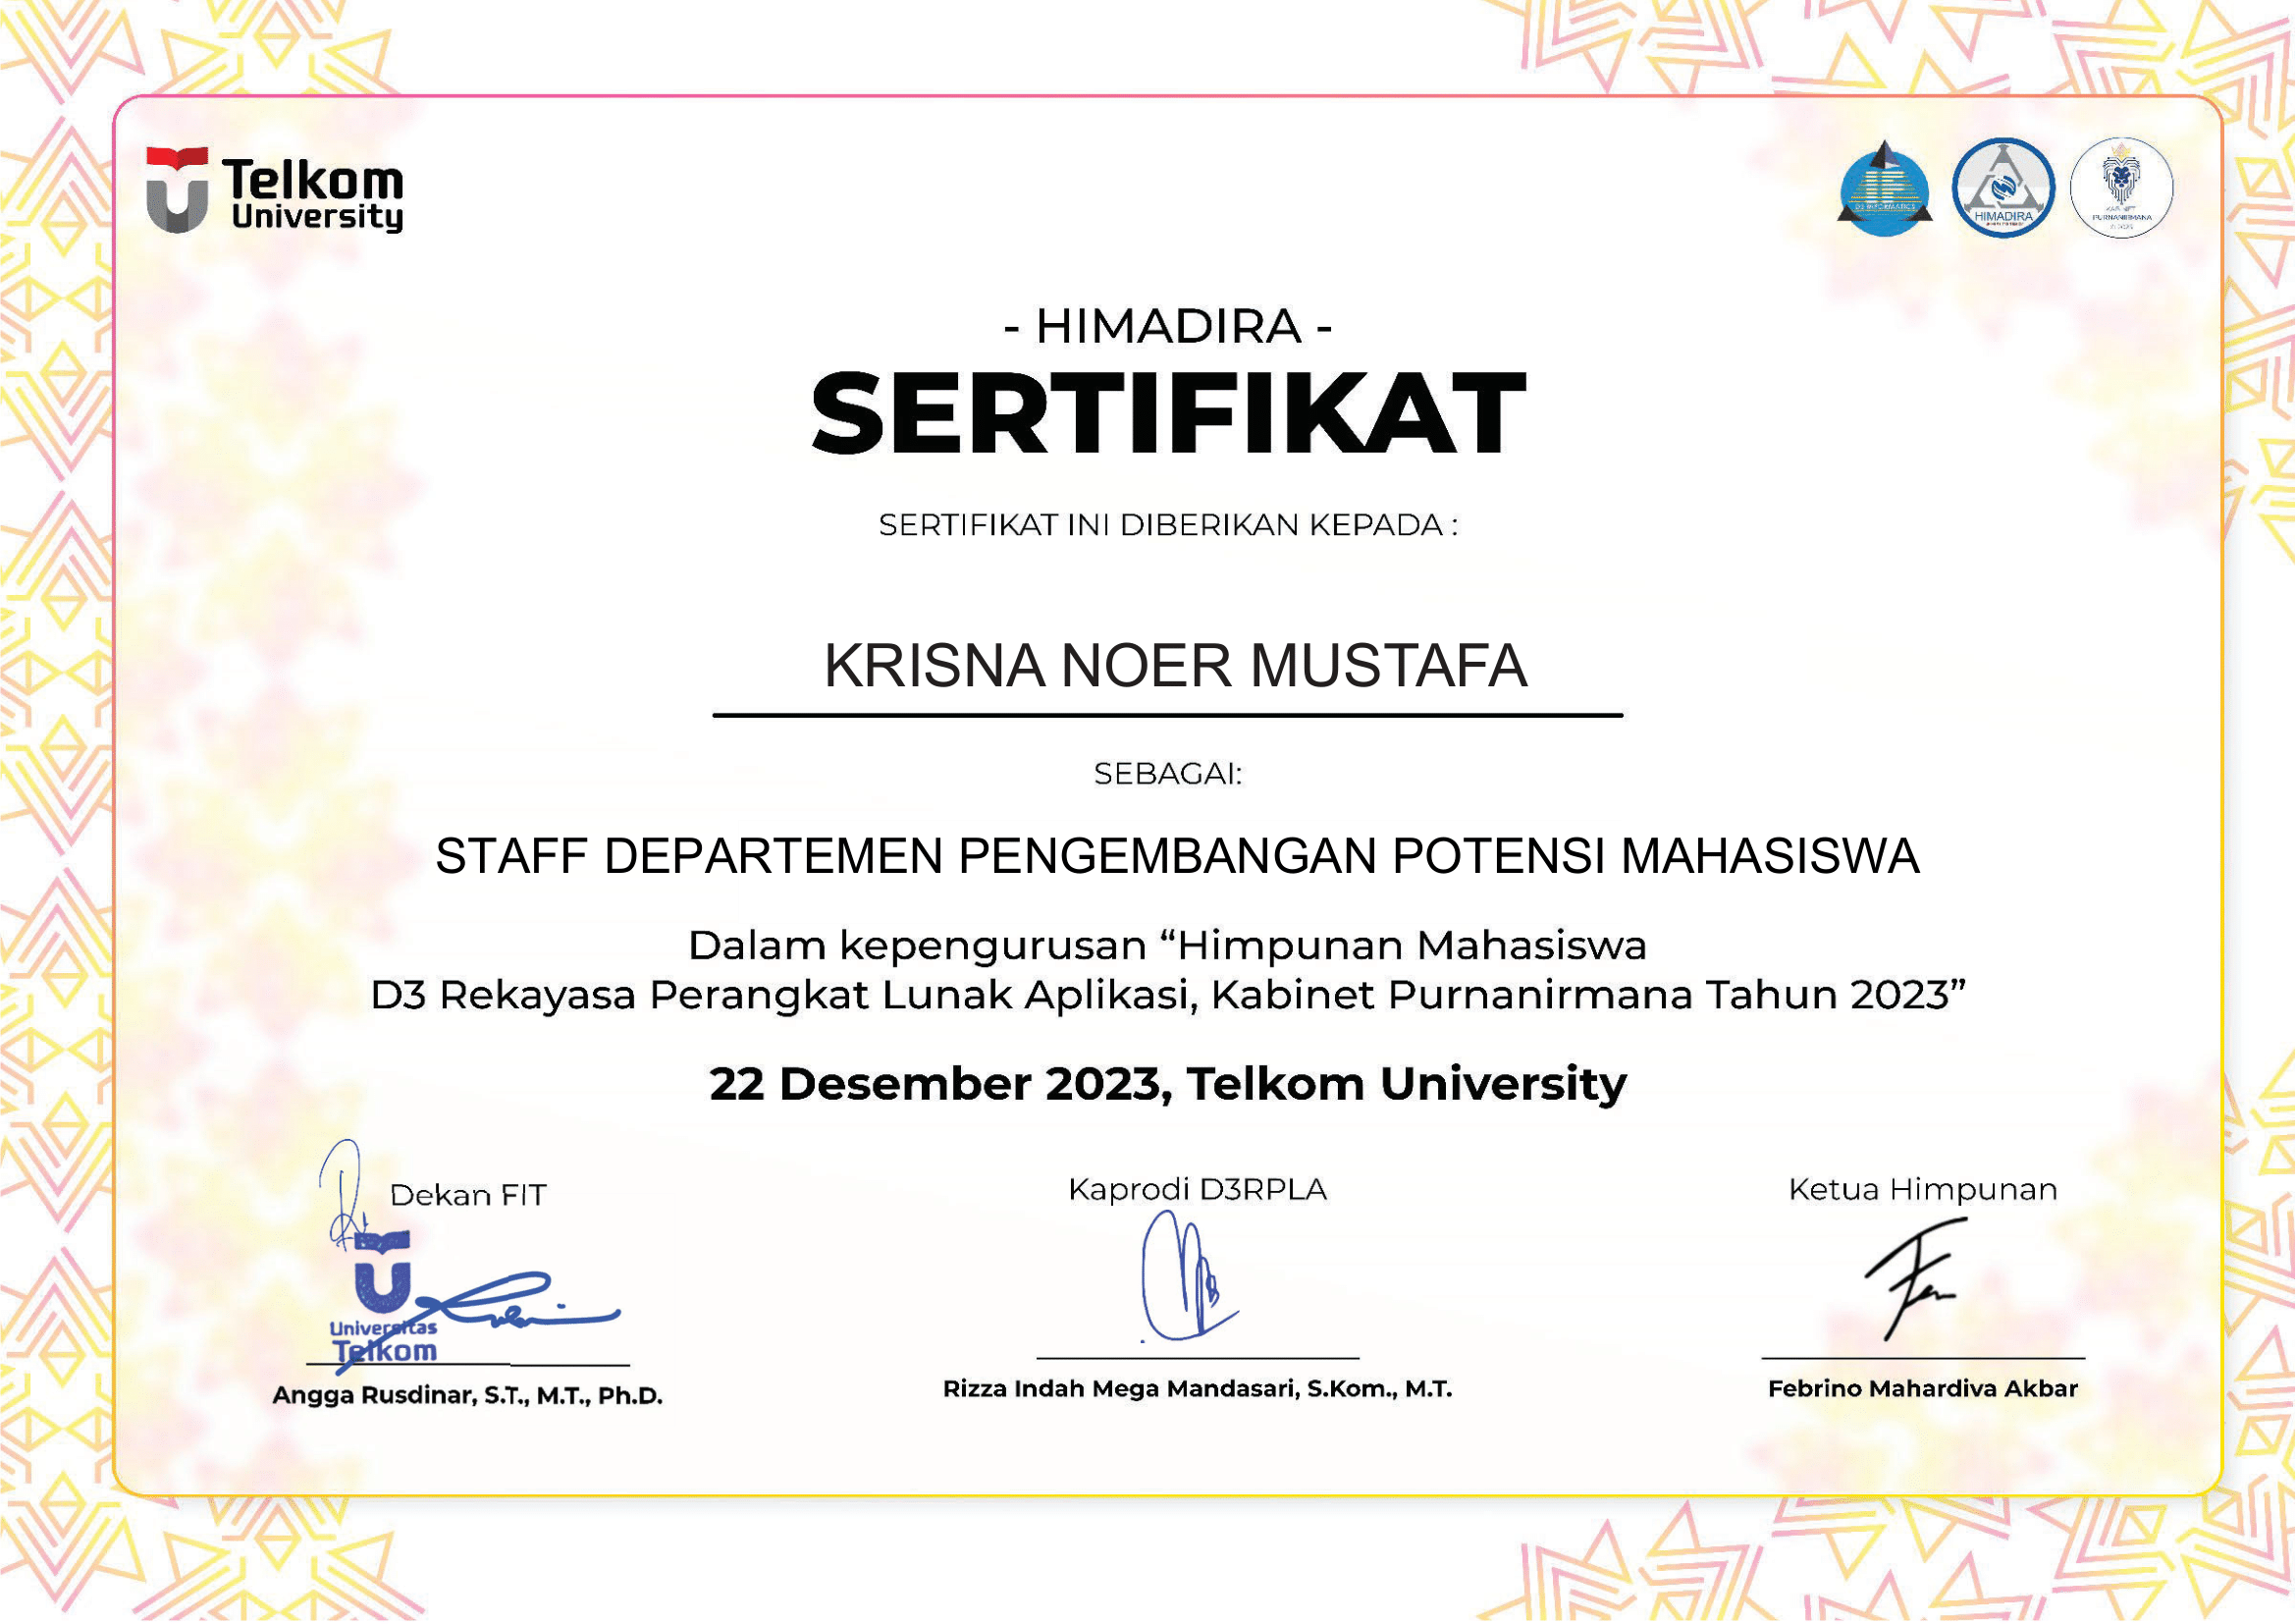 Telkom
University
HIMADIRA
PURNANIRMANA
- HIMADIRA -
SERTIFIKAT
SERTIFIKAT INI DIBERIKAN KEPADA :
KRISNA NOER MUSTAFA
SEBAGAI:
STAFF DEPARTEMEN PENGEMBANGAN POTENSI MAHASISWA
Dalam kepengurusan “Himpunan Mahasiswa
D3 Rekayasa Perangkat Lunak Aplikasi, Kabinet Purnanirmana Tahun 2023”
22 Desember 2023, Telkom University
Dekan FIT
Universitas
Telkom
Angga Rusdinar, S.T., M.T., Ph.D.
Kaprodi D3RPLA
Rizza Indah Mega Mandasari, S.Kom., M.T.
Ketua Himpunan
Febrino Mahardiva Akbar